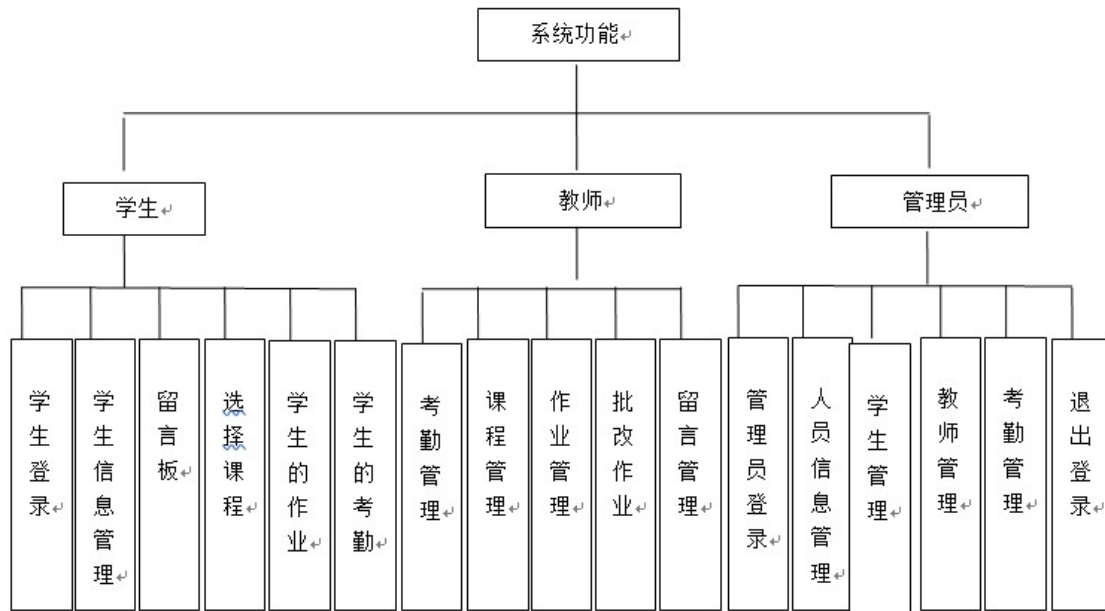 系统功能
学生
教师
管理员
学生登录
学生信息管理
留言板
选择课程
学生的作业
学生的考勤
考勤管理
课程管理
作业管理
批改作业
留言管理
管理员登录
人员信息管理
学生管理
教师管理
考勤管理
退出登录